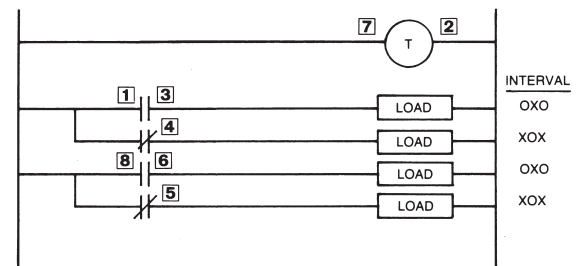 7 T 2
INTERVAL
1 3 LOAD OXO
4 LOAD XOX
8 6 LOAD OXO
5 LOAD XOX